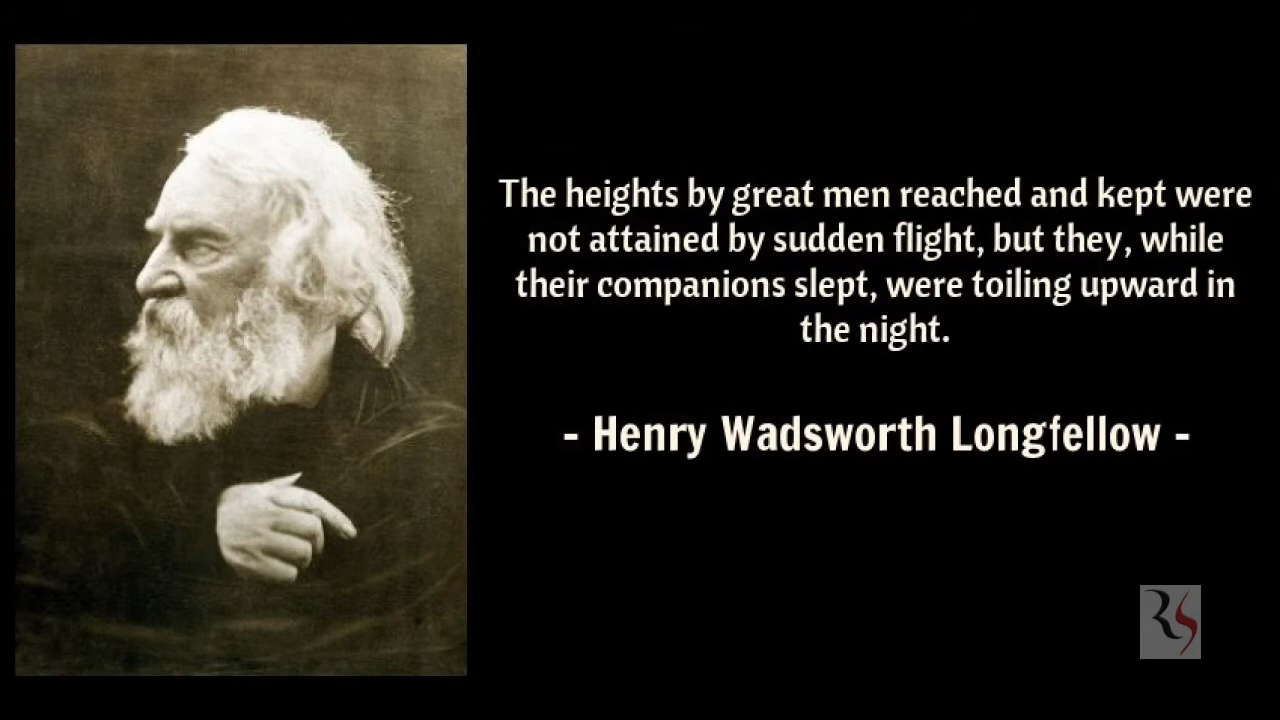 The heights by great men reached and kept were
not attained by sudden flight, but they, while
their companions slept, were toiling upward in
the night.
- Henry Wadsworth Longfellow -
RS